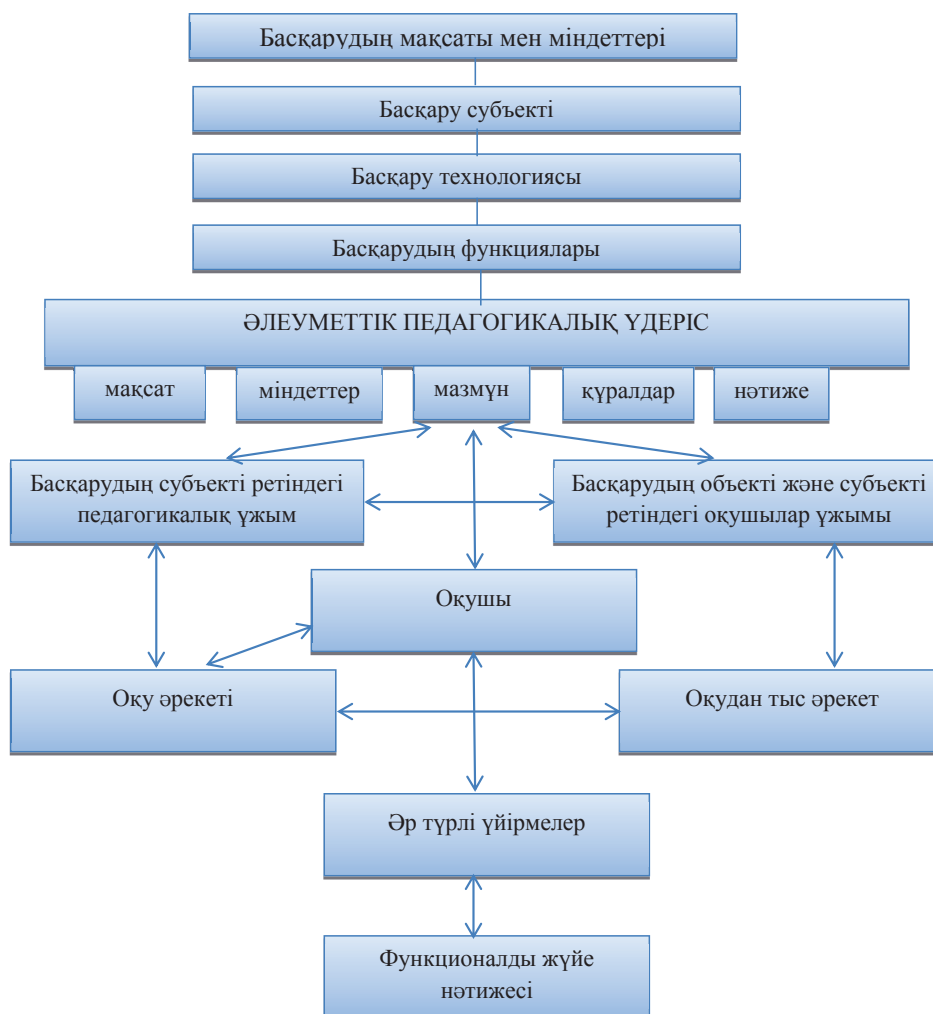 Басқарудың мақсаты мен міндеттері
Басқару субъекті
Басқару технологиясы
Басқарудың функциялары
ӘЛЕУМЕТТІК ПЕДАГОГИКАЛЫҚ ҮДЕРІС
мақсат
міндеттер
мазмүн
қүралдар
нәтиже
Басқарудың субъекті ретіндегі
педагогикалық ұжым
Басқарудың объекті және субъекті
ретіндегі оқушылар ұжымы
Оқушы
Оқу әрекеті
Оқудан тыс әрекет
Әр түрлі үйірмелер
Функционалды жүйе
нәтижесі